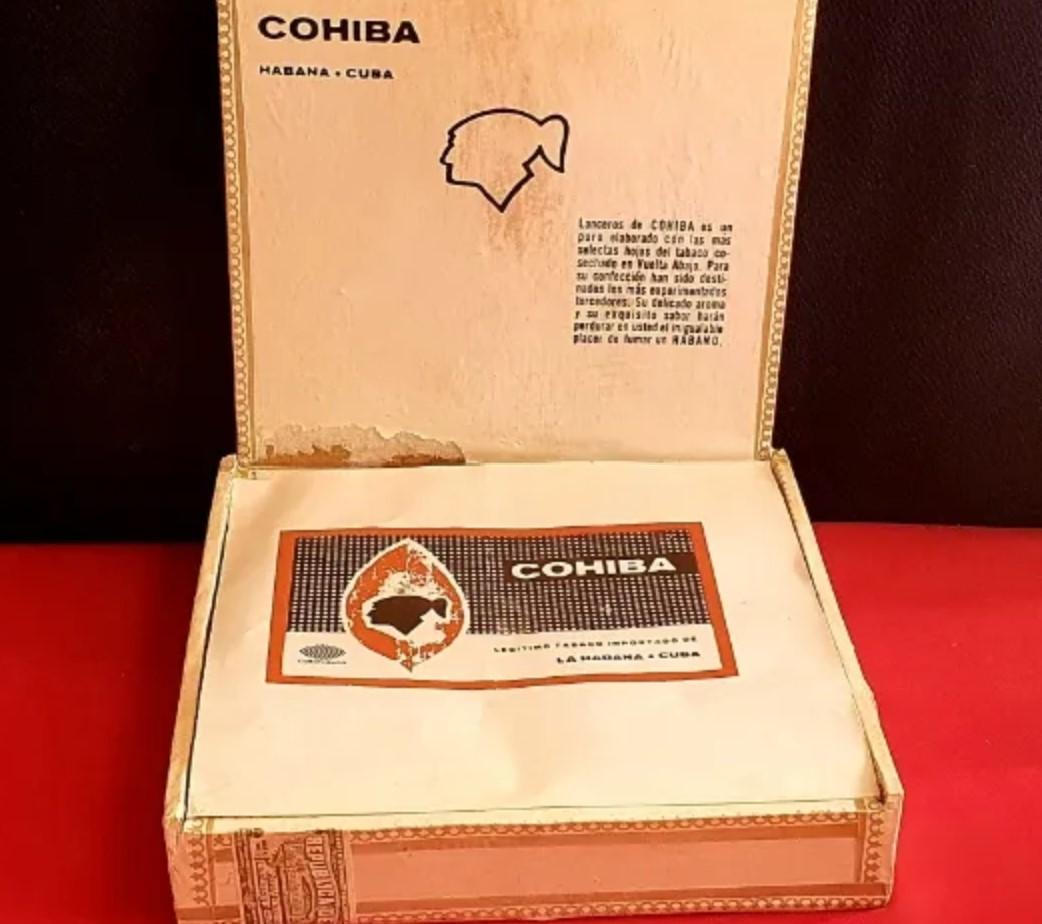 COHIBA
HABANA • CUBA
Lanceros de COHIBA es un
puro elaborado con las más
selectas hojas del tabaco co-
sechado en Vuelta Abajo. Para
su confección han sido desti-
nados los más experimentados
torcedores. Su delicado aroma
y su exquisito sabor harán
perdurar en usted el inigualable
placer de fumar un HABANO.
COHIBA
LEGITIMO TABACO IMPORTADO DE
LA HABANA • CUBA
REPUBLICA